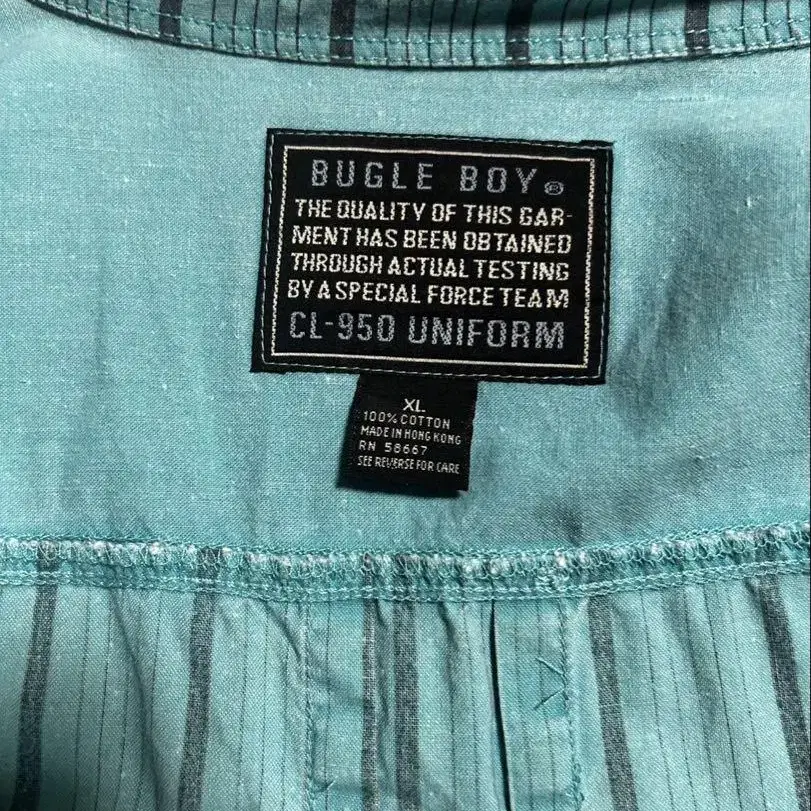 BUGLE BOY®
THE QUALITY OF THIS GAR-
MENT HAS BEEN OBTAINED
THROUGH ACTUAL TESTING
BY A SPECIAL FORCE TEAM
CL-950 UNIFORM
XL
100% COTTON
MADE IN HONG KONG
RN 58667
SEE REVERSE FOR CARE